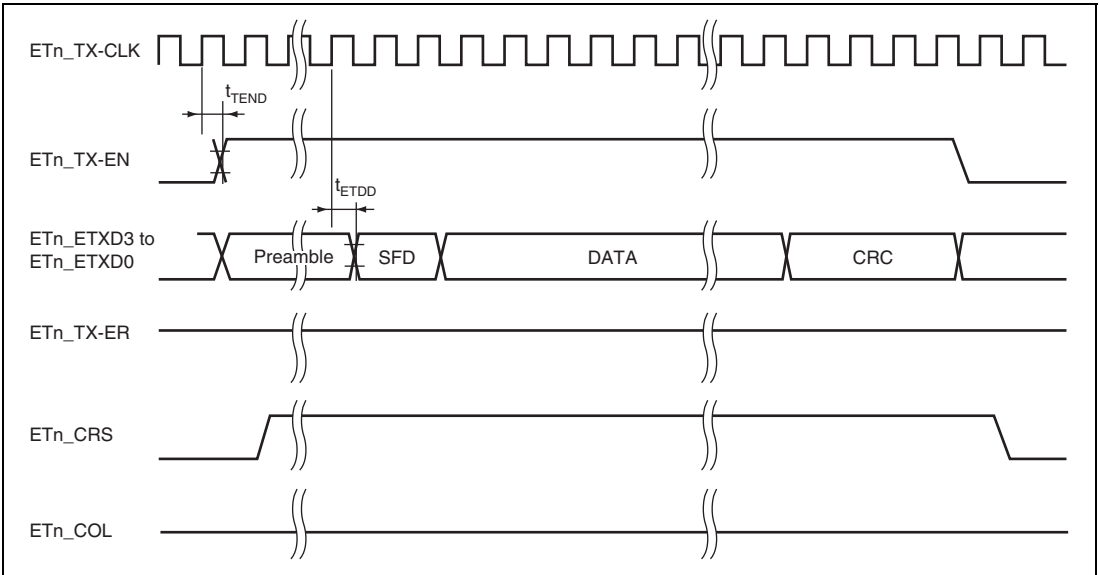 ETn_TX-CLK
tTEND
ETn_TX-EN
tETDD
ETn_ETXD3 to
ETn_ETXD0
Preamble SFD DATA CRC
ETn_TX-ER
ETn_CRS
ETn_COL